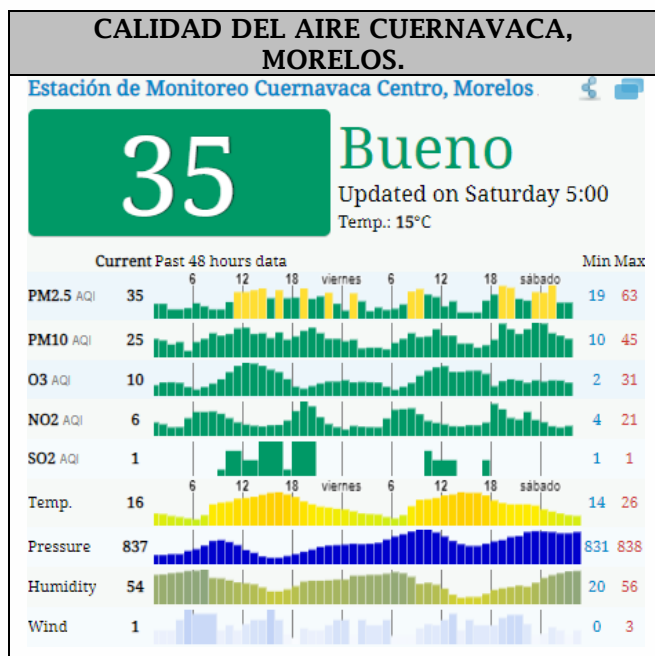 CALIDAD DEL AIRE CUERNAVACA,
MORELOS.
Estación de Monitoreo Cuernavaca Centro, Morelos
35
Bueno
Updated on Saturday 5:00
Temp.: 15°C
Current Past 48 hours data Min Max
6 12 18 viernes 6 12 18 sábado
PM2.5 AQI 35 19 63
PM10 AQI 25 10 45
O3 AQI 10 2 31
NO2 AQI 6 4 21
SO2 AQI 1 1 1
6 12 18 viernes 6 12 18 sábado
Temp. 16 14 26
Pressure 837 831 838
Humidity 54 20 56
Wind 1 0 3